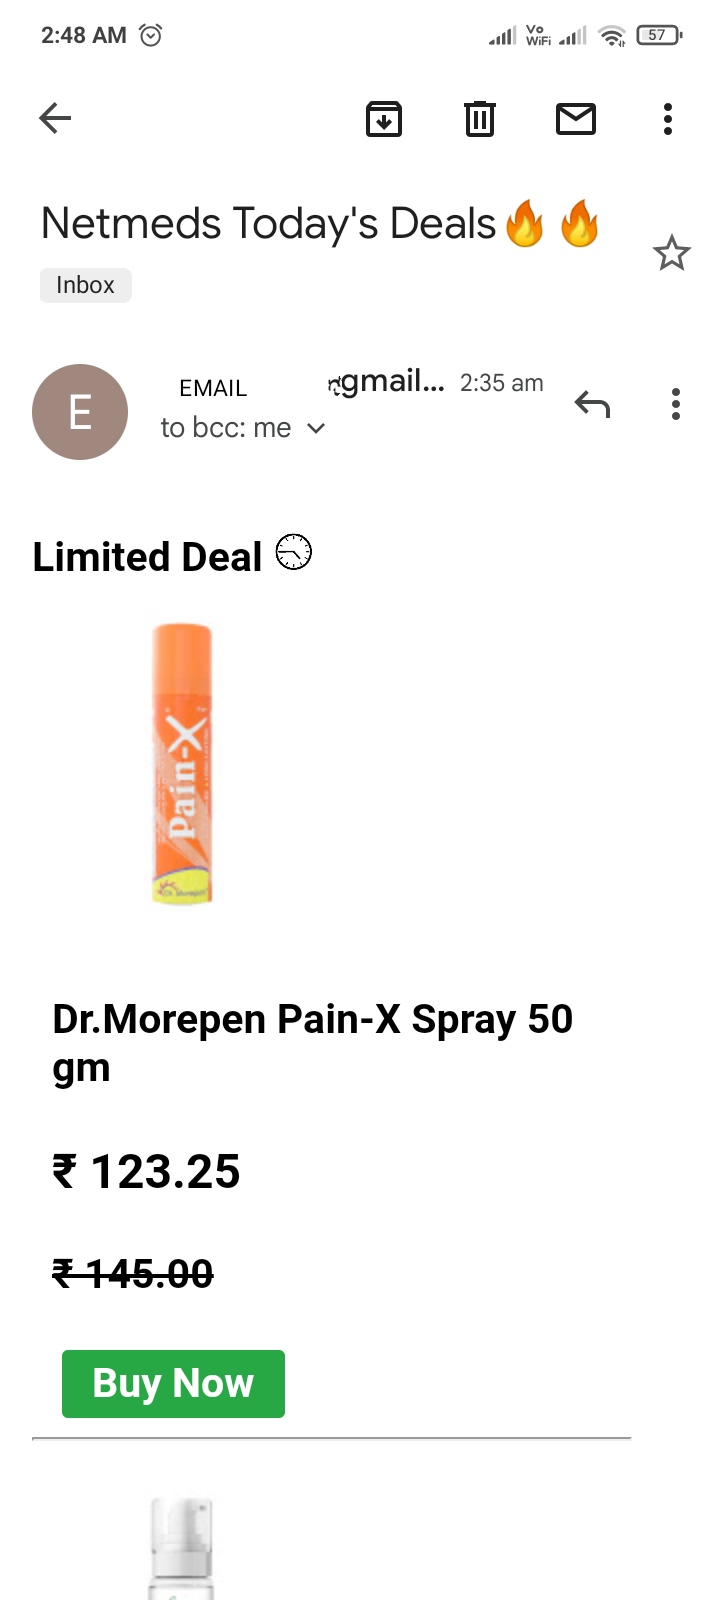 2:48 AM
Vo
WiFi
57
Netmeds Today's Deals🔥🔥
Inbox
E
EMAIL
gmail... 2:35 am
to bcc: me
Limited Deal 🕓
Pain-X
Dr.Morepen Pain-X Spray 50
gm
₹ 123.25
₹ 145.00
Buy Now